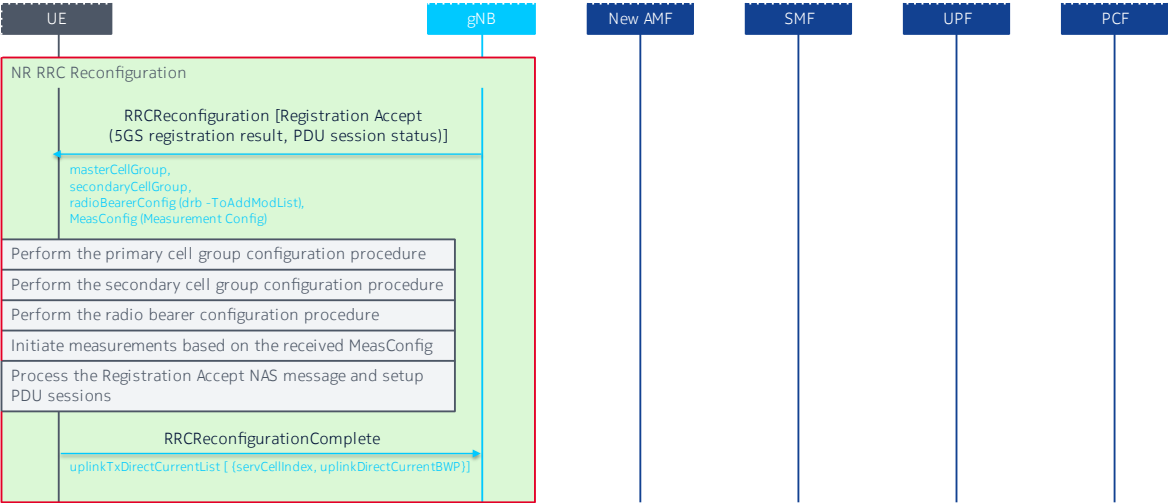 UE
gNB
New AMF
SMF
UPF
PCF
NR RRC Reconfiguration
RRCReconfiguration [Registration Accept
(5GS registration result, PDU session status)]
masterCellGroup,
secondaryCellGroup,
radioBearerConfig (drb -ToAddModList),
MeasConfig (Measurement Config)
Perform the primary cell group configuration procedure
Perform the secondary cell group configuration procedure
Perform the radio bearer configuration procedure
Initiate measurements based on the received MeasConfig
Process the Registration Accept NAS message and setup
PDU sessions
RRCReconfigurationComplete
uplinkTxDirectCurrentList [ {servCellIndex, uplinkDirectCurrentBWP}]